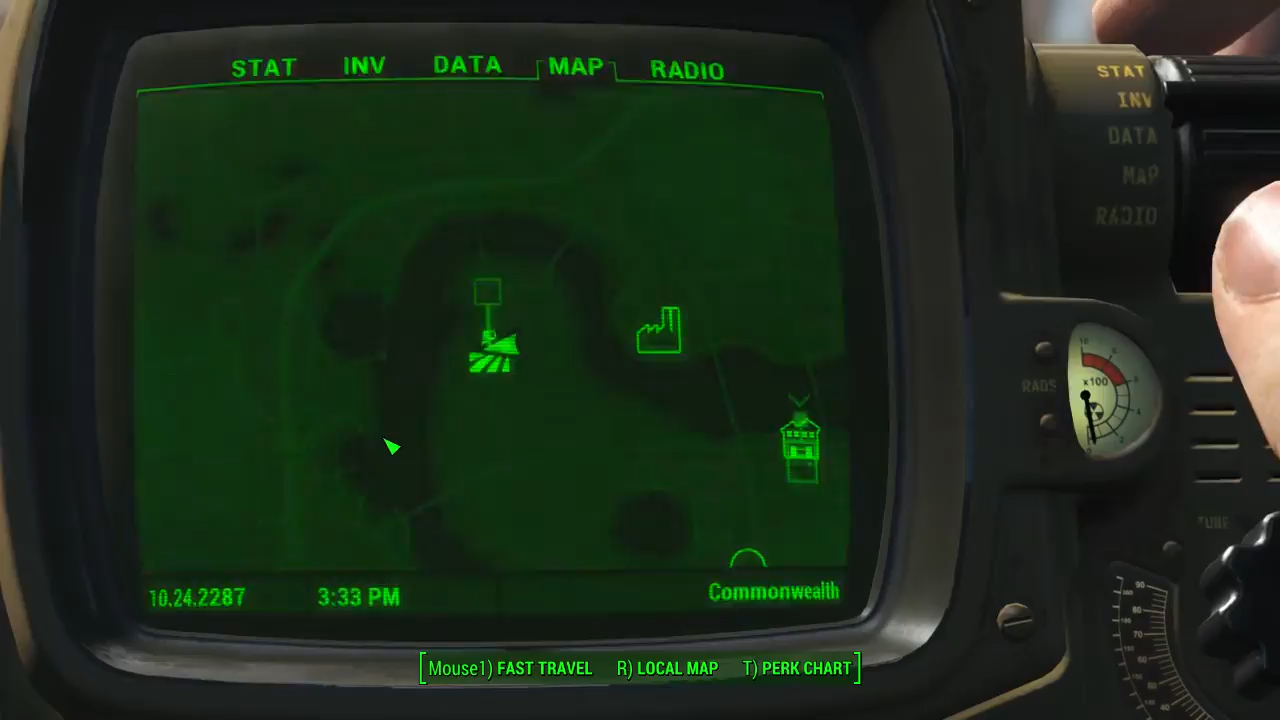 STAT INV DATA MAP RADIO
STAT
INV
DATA
MAP
RADIO
RADS
x100
TUNE
10.24.2287 3:33 PM Commonwealth
[Mouse1) FAST TRAVEL R) LOCAL MAP T) PERK CHART]